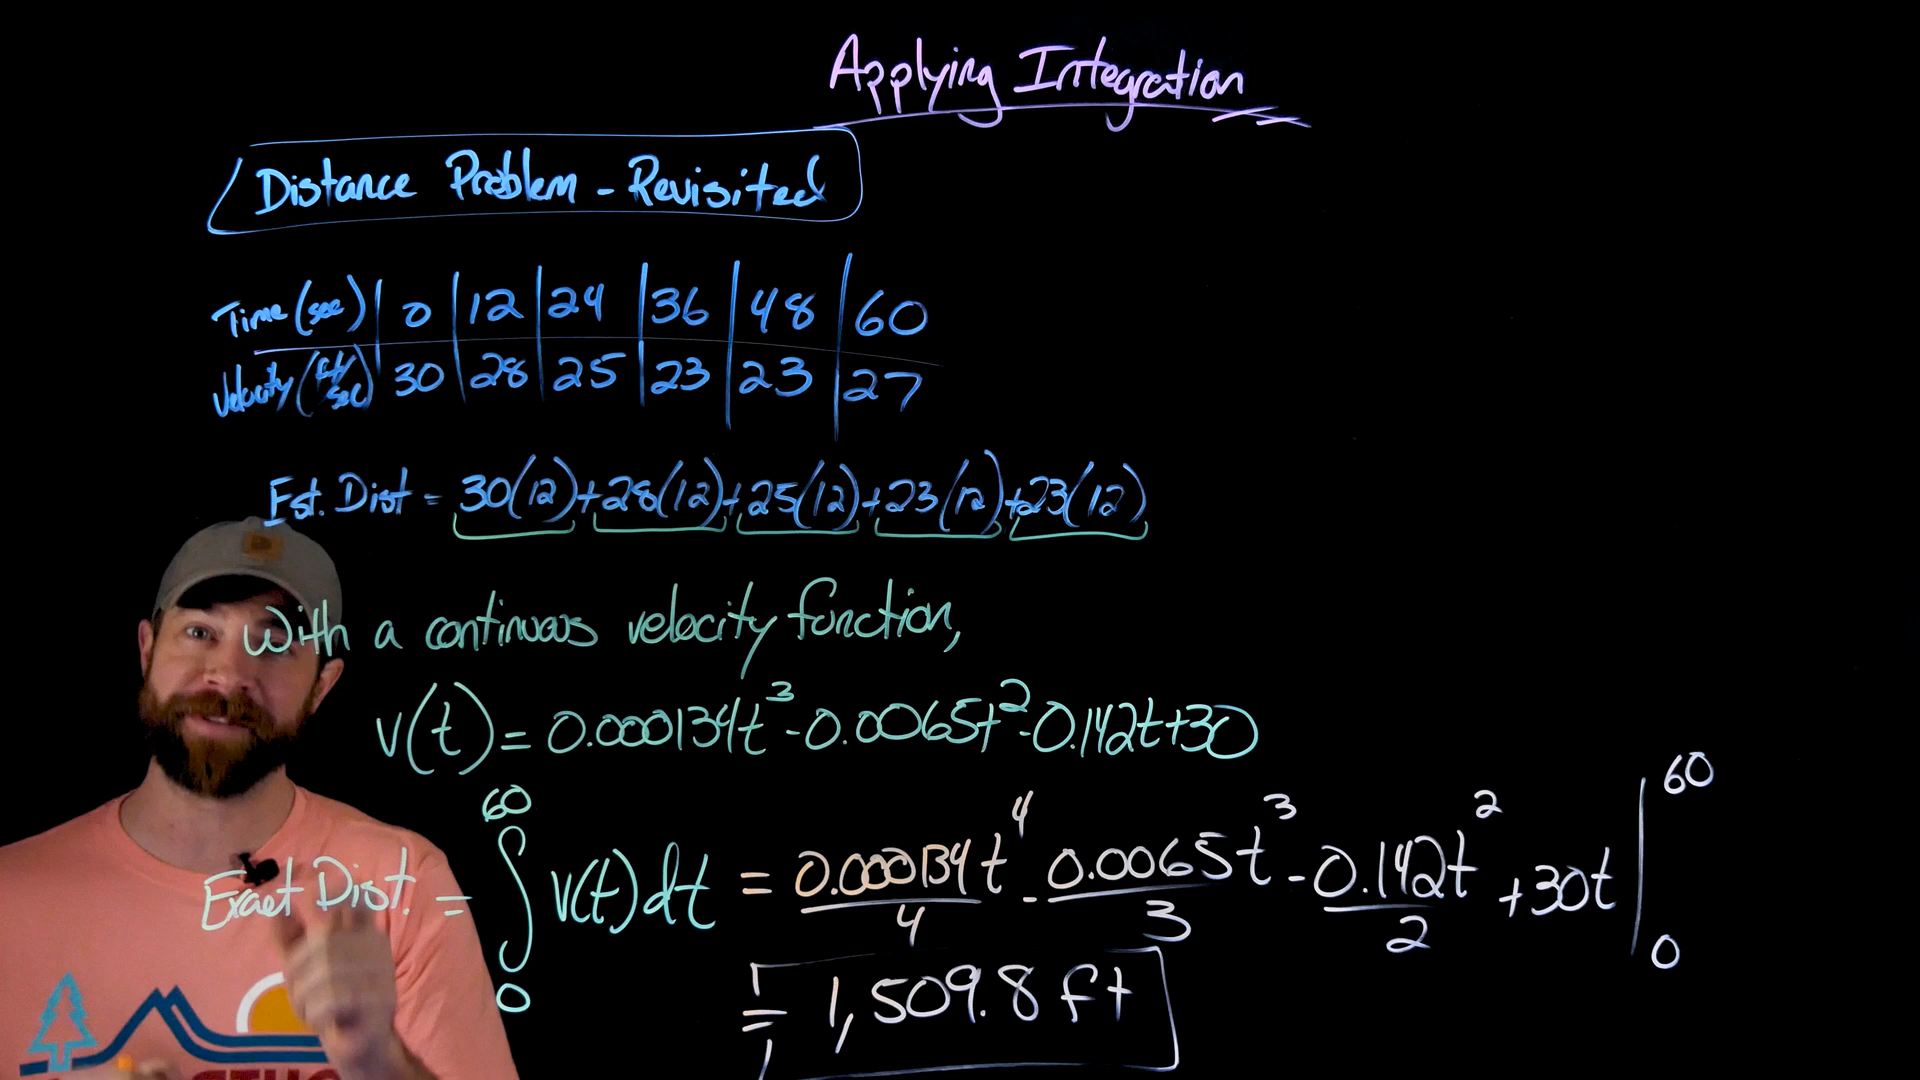 Applying Integration
Distance Problem - Revisited
Time (sec) | 0 | 12 | 24 | 36 | 48 | 60
Velocity (ft/sec) | 30 | 28 | 25 | 23 | 23 | 27
Est. Dist = 30(12)+28(12)+25(12)+23(12)+23(12)
With a continuous velocity function,
v(t) = 0.000134t³ - 0.0065t² - 0.142t + 30
Exact Dist. = ∫₀⁶⁰ v(t) dt = 0.000134t⁴/4 - 0.0065t³/3 - 0.142t²/2 + 30t |₀⁶⁰
= 1,509.8 ft